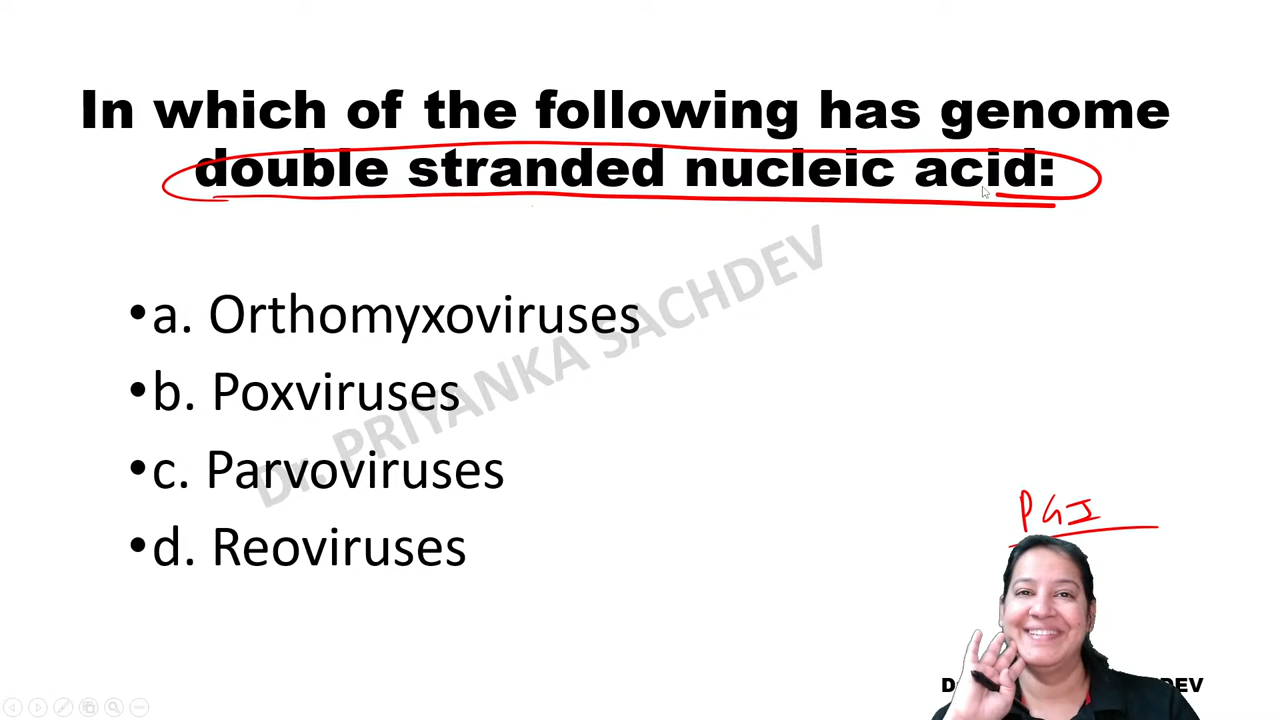 In which of the following has genome
double stranded nucleic acid:
•a. Orthomyxoviruses
•b. Poxviruses
•c. Parvoviruses
•d. Reoviruses
Dr. PRIYANKA SACHDEV
PGI